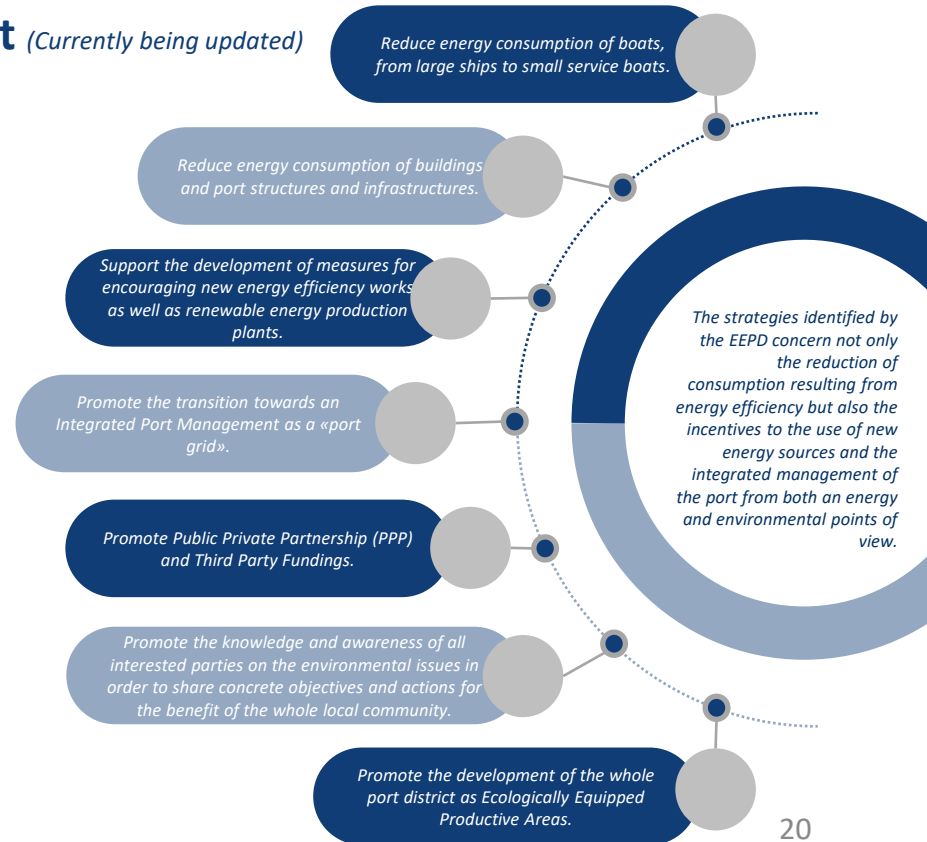 t (Currently being updated)
Reduce energy consumption of boats,
from large ships to small service boats.
Reduce energy consumption of buildings
and port structures and infrastructures.
Support the development of measures for
encouraging new energy efficiency works
as well as renewable energy production
plants.
Promote the transition towards an
Integrated Port Management as a «port
grid».
Promote Public Private Partnership (PPP)
and Third Party Fundings.
Promote the knowledge and awareness of all
interested parties on the environmental issues in
order to share concrete objectives and actions for
the benefit of the whole local community.
Promote the development of the whole
port district as Ecologically Equipped
Productive Areas.
The strategies identified by
the EEPD concern not only
the reduction of
consumption resulting from
energy efficiency but also the
incentives to the use of new
energy sources and the
integrated management of
the port from both an energy
and environmental points of
view.
20